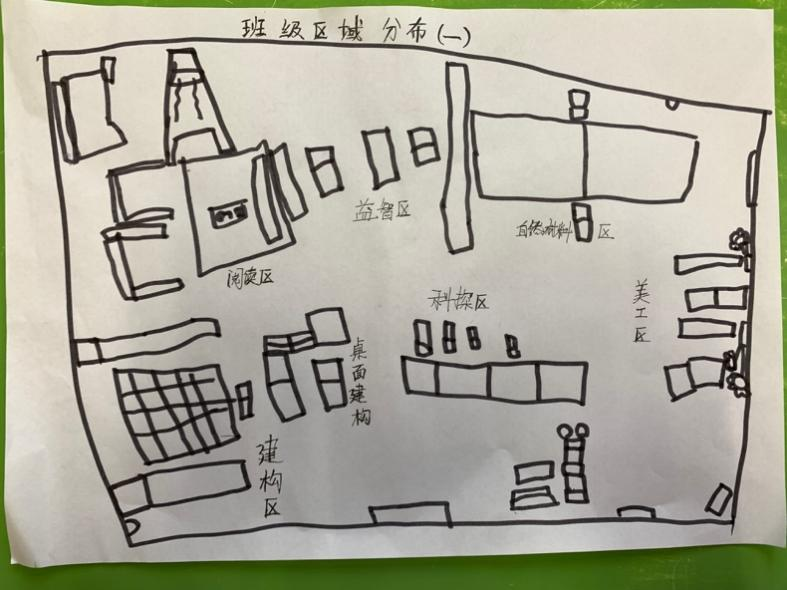 班级区域分布(一)
益智区
自然材料区
阅读区
美工区
科探区
桌面建构
建构区